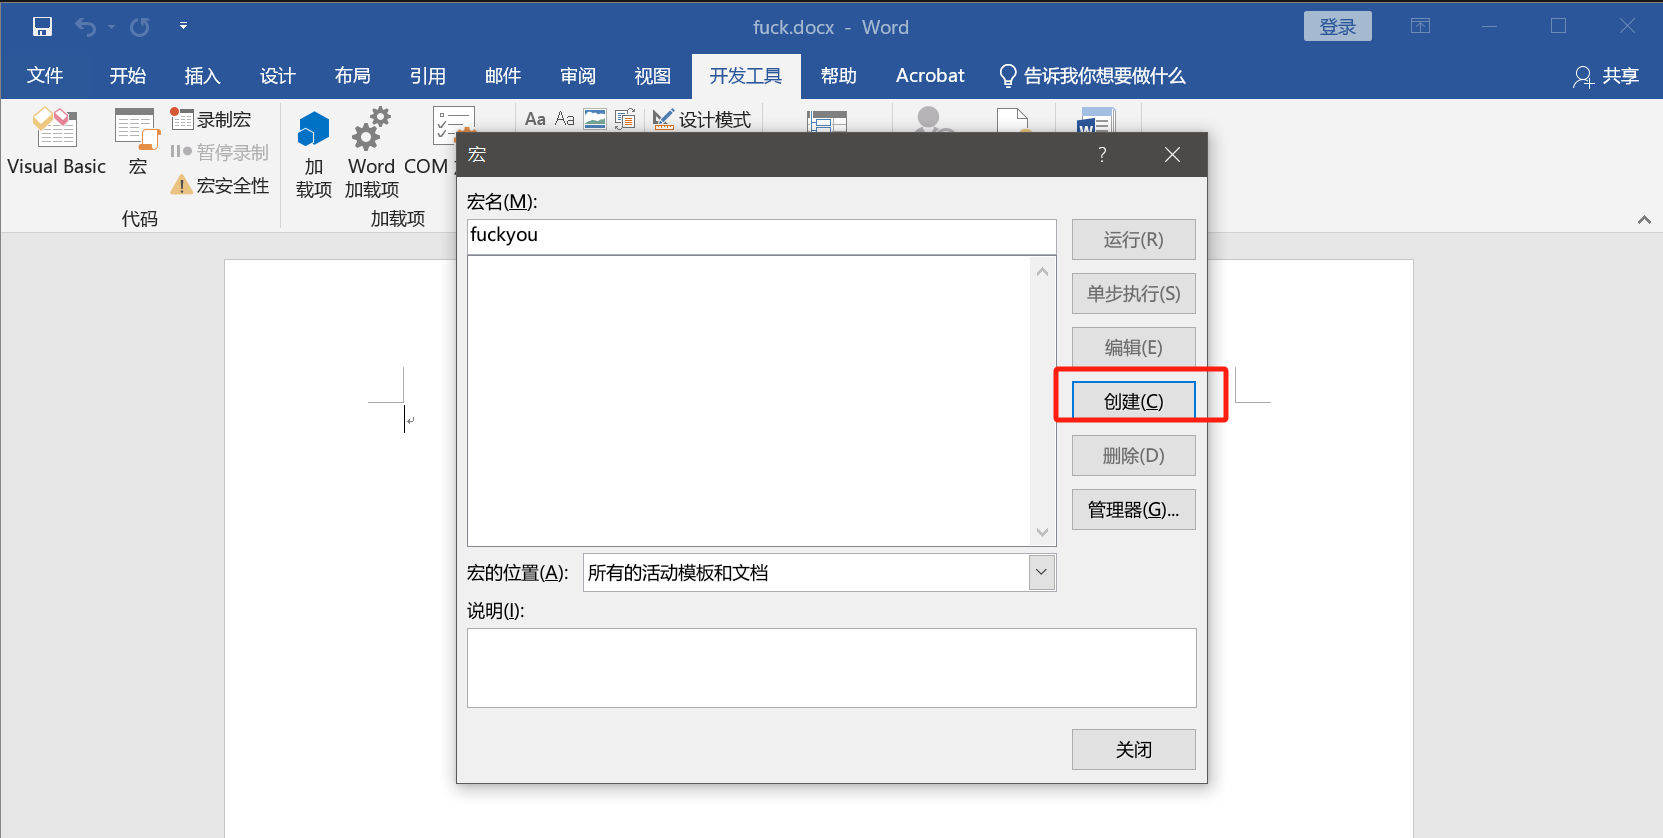 fuck.docx - Word
登录
文件 开始 插入 设计 布局 引用 邮件 审阅 视图 开发工具 帮助 Acrobat 告诉我你想要做什么 共享
Visual Basic
宏
录制宏
暂停录制
宏安全性
代码
加
载项
Word
加载项
COM
加载项
Aa Aa
设计模式
宏
?
宏名(M):
fuckyou
运行(R)
单步执行(S)
编辑(E)
创建(C)
删除(D)
管理器(G)...
宏的位置(A):
所有的活动模板和文档
说明(I):
关闭